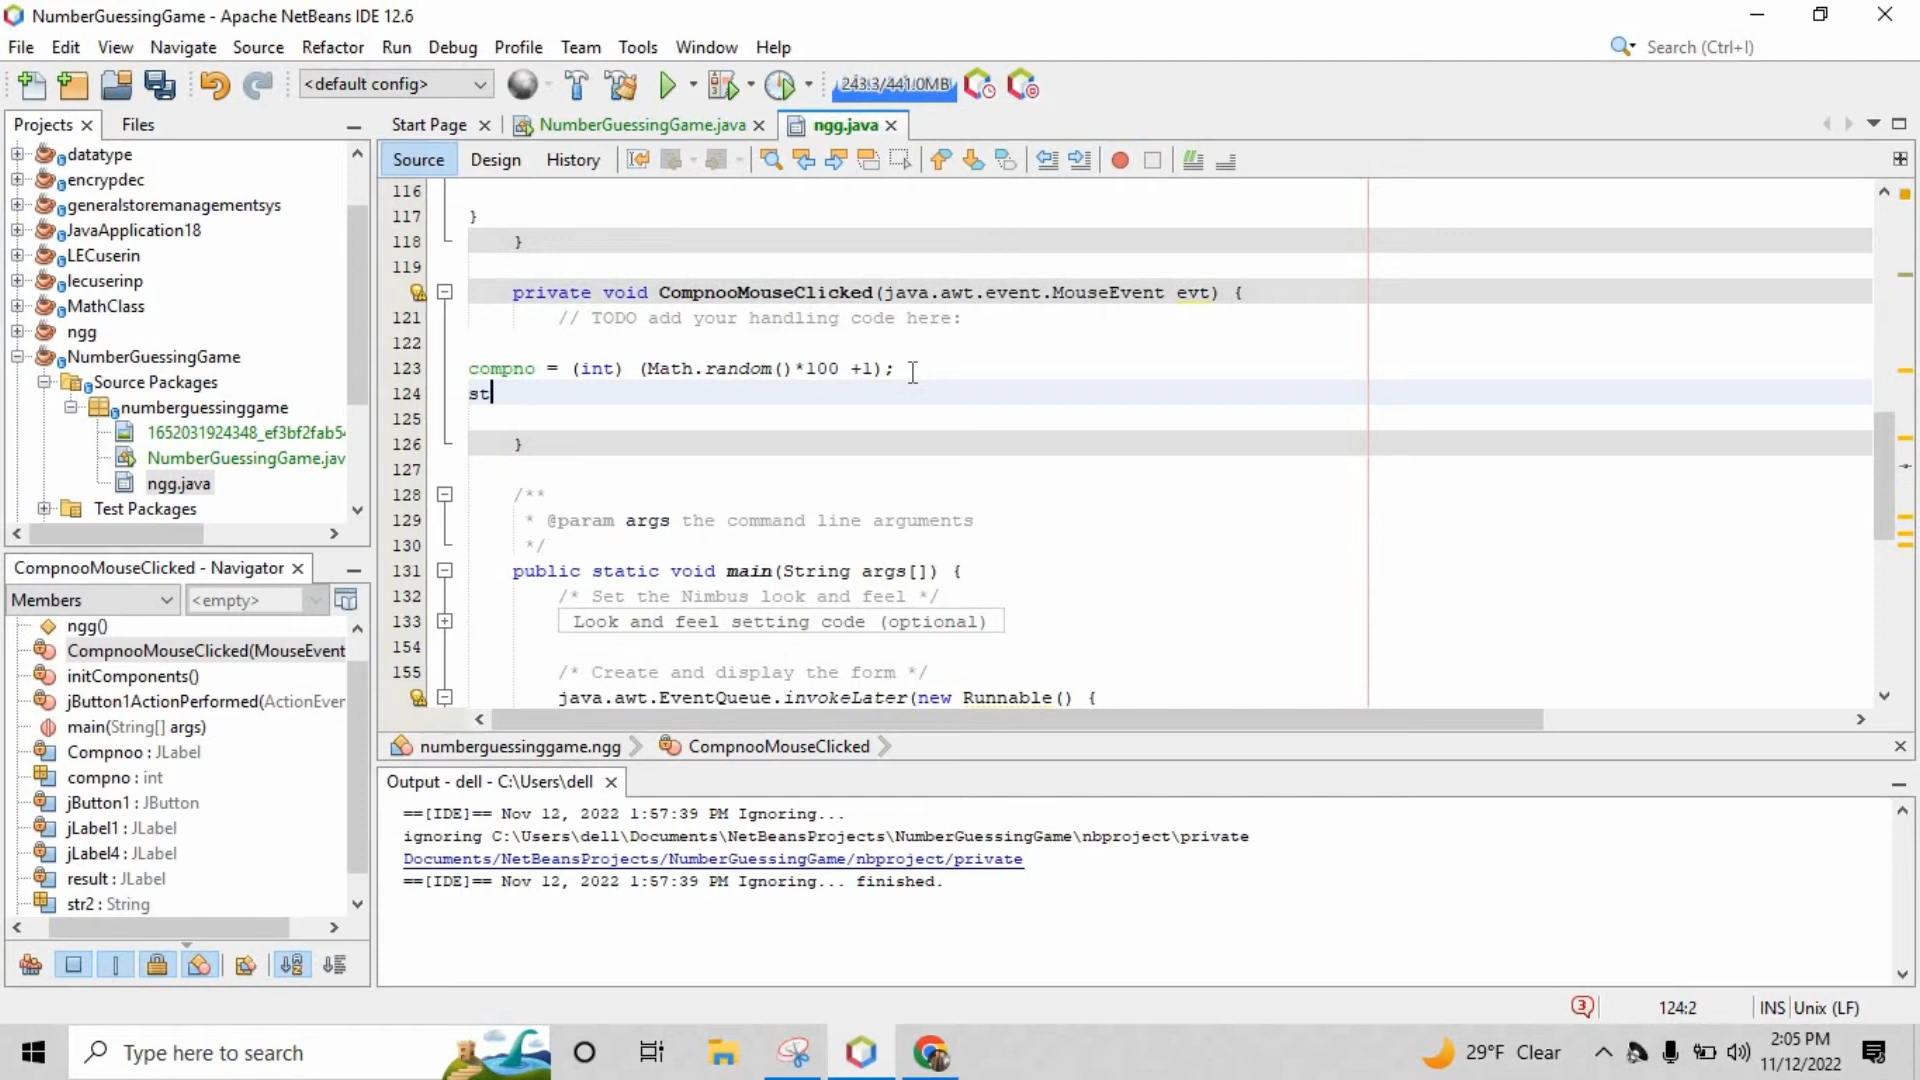 NumberGuessingGame - Apache NetBeans IDE 12.6
File Edit View Navigate Source Refactor Run Debug Profile Team Tools Window Help
Search (Ctrl+I)
<default config>
243.3/441.0MB
Projects
Files
datatype
encrypdec
generalstoremanagementsys
JavaApplication18
LECuserin
lecuserinp
MathClass
ngg
NumberGuessingGame
Source Packages
numberguessinggame
1652031924348_ef3bf2fab54
NumberGuessingGame.jav
ngg.java
Test Packages
CompnooMouseClicked - Navigator
Members
<empty>
ngg()
CompnooMouseClicked(MouseEvent
initComponents()
jButton1ActionPerformed(ActionEver
main(String[] args)
Compnoo : JLabel
compno : int
jButton1 : JButton
jLabel1 : JLabel
jLabel4 : JLabel
result : JLabel
str2 : String
Start Page
NumberGuessingGame.java
ngg.java
Source Design History
116
117 }
118 }
119
private void CompnooMouseClicked(java.awt.event.MouseEvent evt) {
121 // TODO add your handling code here:
122
123 compno = (int) (Math.random()*100 +1);
124 st
125
126 }
127
128 /**
129 * @param args the command line arguments
130 */
131 public static void main(String args[]) {
132 /* Set the Nimbus look and feel */
133 Look and feel setting code (optional)
154
155 /* Create and display the form */
java.awt.EventQueue.invokeLater(new Runnable() {
numberguessinggame.ngg
CompnooMouseClicked
Output - dell - C:\Users\dell
==[IDE]== Nov 12, 2022 1:57:39 PM Ignoring...
ignoring C:\Users\dell\Documents\NetBeansProjects\NumberGuessingGame\nbproject\private
Documents/NetBeansProjects/NumberGuessingGame/nbproject/private
==[IDE]== Nov 12, 2022 1:57:39 PM Ignoring... finished.
3
124:2
INS
Unix (LF)
Type here to search
29°F Clear
2:05 PM
11/12/2022